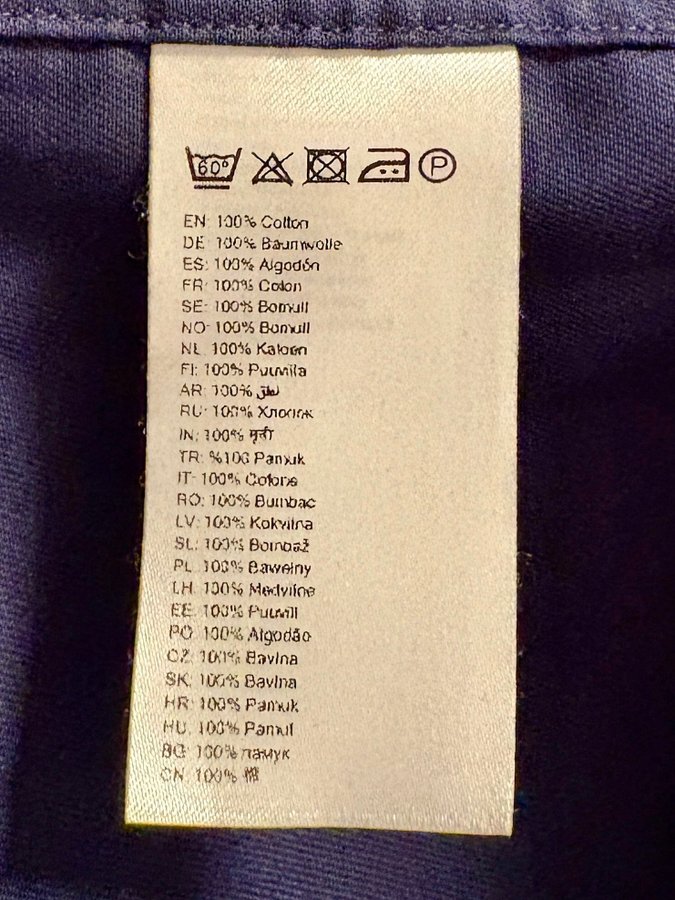 60° P
EN: 100% Cotton
DE: 100% Baumwolle
ES: 100% Algodón
FR: 100% Coton
SE: 100% Bomull
NO: 100% Bomull
NL: 100% Katoen
FI: 100% Puuvilla
AR: 100%
RU: 100% Хлопок
IN: 100% सूती
TR: %100 Pamuk
IT: 100% Cotone
RO: 100% Bumbac
LV: 100% Kokvilna
SL: 100% Bombaž
PL: 100% Bawełny
LH: 100% Medvilne
EE: 100% Puuvill
PO: 100% Algodão
CZ: 100% Bavlna
SK: 100% Bavlna
HR: 100% Pamuk
HU: 100% Pamut
BG: 100% памук
CN: 100% 棉